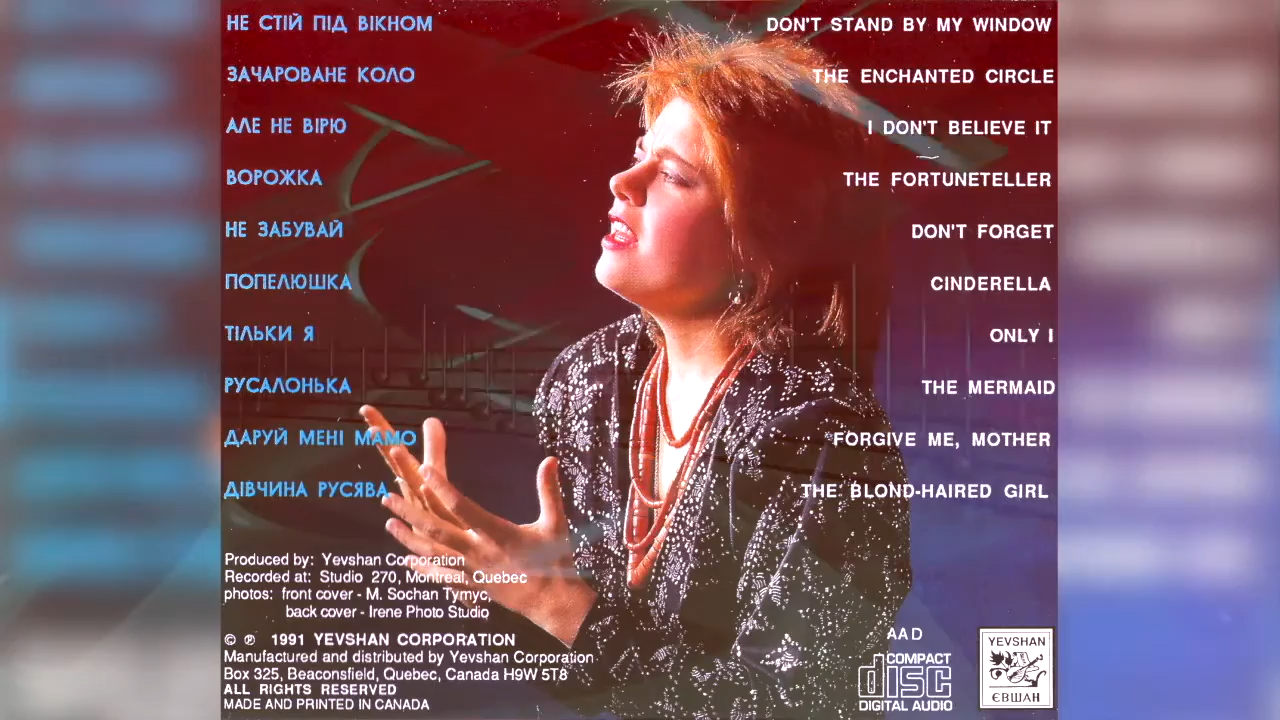 НЕ СТІЙ ПІД ВІКНОМ
DON'T STAND BY MY WINDOW
ЗАЧАРОВАНЕ КОЛО
THE ENCHANTED CIRCLE
АЛЕ НЕ ВІРЮ
I DON'T BELIEVE IT
ВОРОЖКА
THE FORTUNETELLER
НЕ ЗАБУВАЙ
DON'T FORGET
ПОПЕЛЮШКА
CINDERELLA
ТІЛЬКИ Я
ONLY I
РУСАЛОНЬКА
THE MERMAID
ДАРУЙ МЕНІ МАМО
FORGIVE ME, MOTHER
ДІВЧИНА РУСЯВА
THE BLOND-HAIRED GIRL
Produced by: Yevshan Corporation
Recorded at: Studio 270, Montreal, Quebec
photos: front cover - M. Sochan Tymyc,
back cover - Irene Photo Studio
© ℗ 1991 YEVSHAN CORPORATION
Manufactured and distributed by Yevshan Corporation
Box 325, Beaconsfield, Quebec, Canada H9W 5T8
ALL RIGHTS RESERVED
MADE AND PRINTED IN CANADA
AAD
COMPACT
disc
DIGITAL AUDIO
YEVSHAN
ЄВШАН